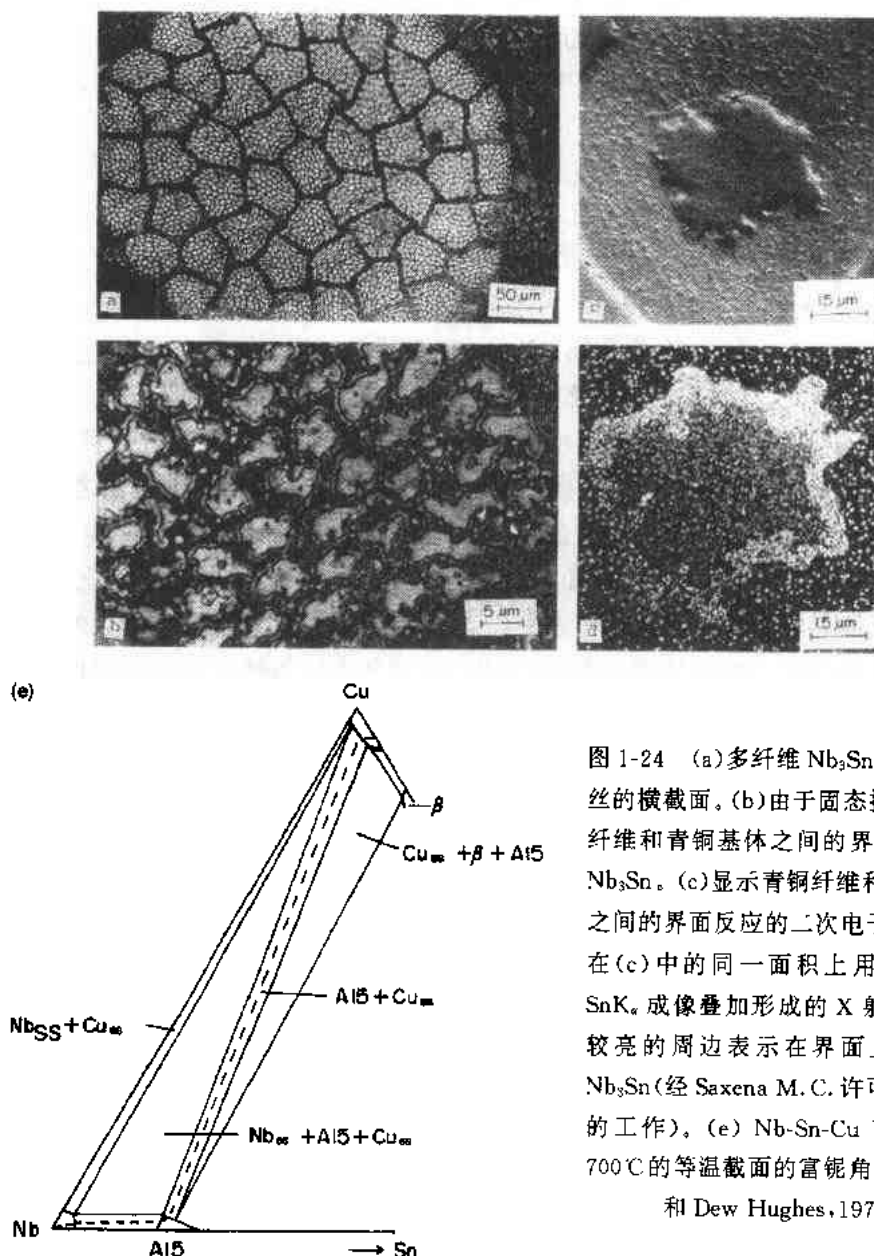 a
50 μm
c
15 μm
b
5 μm
d
15 μm
(e)
Cu
β
Cuss + β + A15
A15 + Cuss
NbSS + Cuss
Nbss + A15 + Cuss
Nb
A15
→ Sn
图 1-24 (a)多纤维 Nb₃Sn
丝的横截面。(b)由于固态
纤维和青铜基体之间的界
Nb₃Sn。(c)显示青铜纤维和
之间的界面反应的二次电子
在(c)中的同一面积上用
SnKα 成像叠加形成的 X 射
较亮的周边表示在界面上
Nb₃Sn(经 Saxena M.C. 许可
的工作)。(e) Nb-Sn-Cu
700℃的等温截面的富铌角
和 Dew Hughes,197